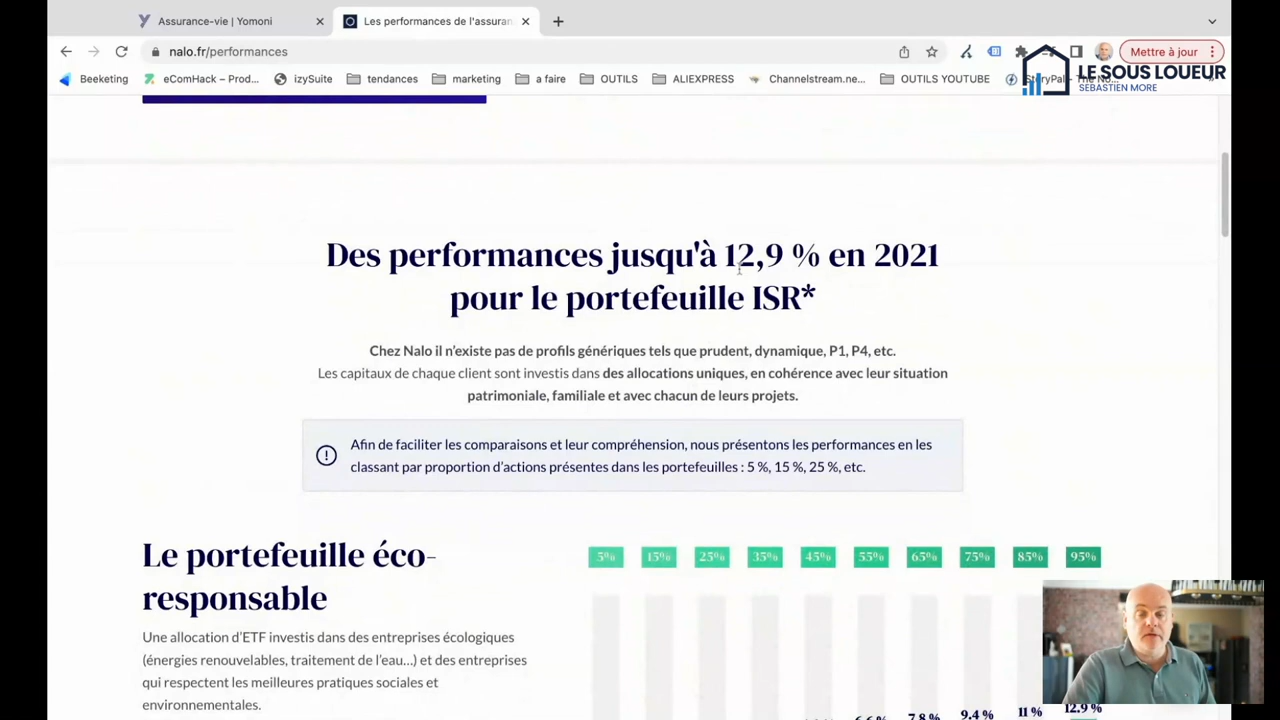 Assurance-vie | Yomoni
Les performances de l'assuran
nalo.fr/performances
Mettre à jour
Beeketing
eComHack – Prod...
izySuite
tendances
marketing
a faire
OUTILS
ALIEXPRESS
Channelstream.ne...
OUTILS YOUTUBE
LE SOUS LOUEUR
SEBASTIEN MORE
Des performances jusqu'à 12,9 % en 2021
pour le portefeuille ISR*
Chez Nalo il n'existe pas de profils génériques tels que prudent, dynamique, P1, P4, etc.
Les capitaux de chaque client sont investis dans des allocations uniques, en cohérence avec leur situation
patrimoniale, familiale et avec chacun de leurs projets.
Afin de faciliter les comparaisons et leur compréhension, nous présentons les performances en les
classant par proportion d'actions présentes dans les portefeuilles : 5 %, 15 %, 25 %, etc.
Le portefeuille éco-
responsable
5% 15% 25% 35% 45% 55% 65% 75% 85% 95%
Une allocation d'ETF investis dans des entreprises écologiques
(énergies renouvelables, traitement de l'eau...) et des entreprises
qui respectent les meilleures pratiques sociales et
environnementales.
6,6 % 7,8 % 9,4 % 11 % 12,9 %